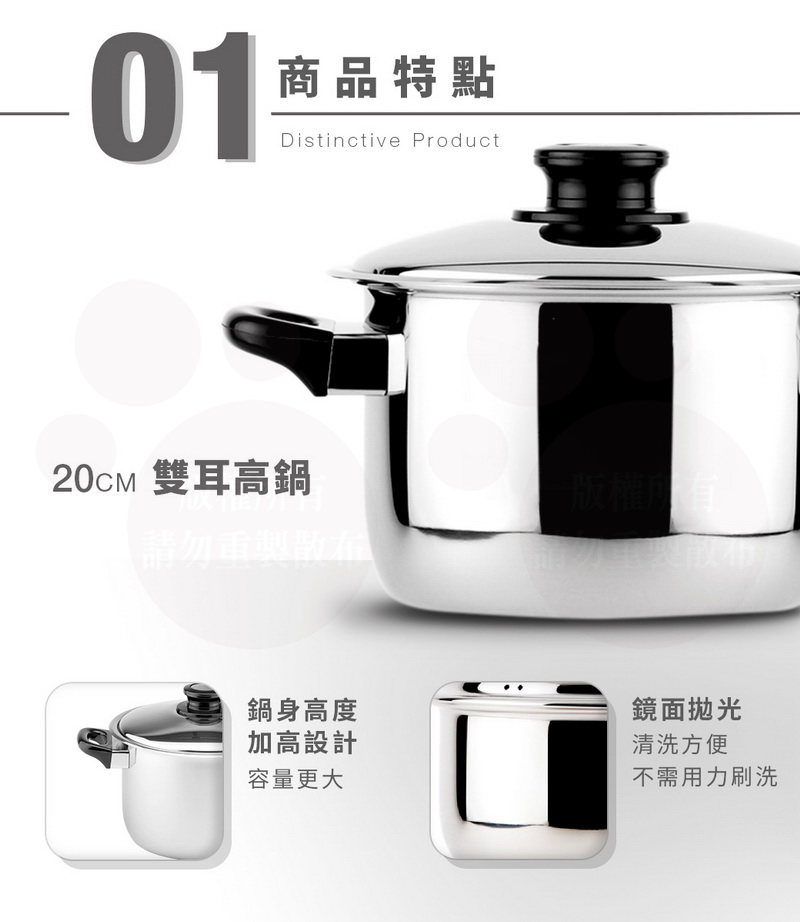 01
商品特點
Distinctive Product
20CM 雙耳高鍋
版權所有
請勿重製散布
版權所有
請勿重製散布
鍋身高度
加高設計
容量更大
鏡面拋光
清洗方便
不需用力刷洗